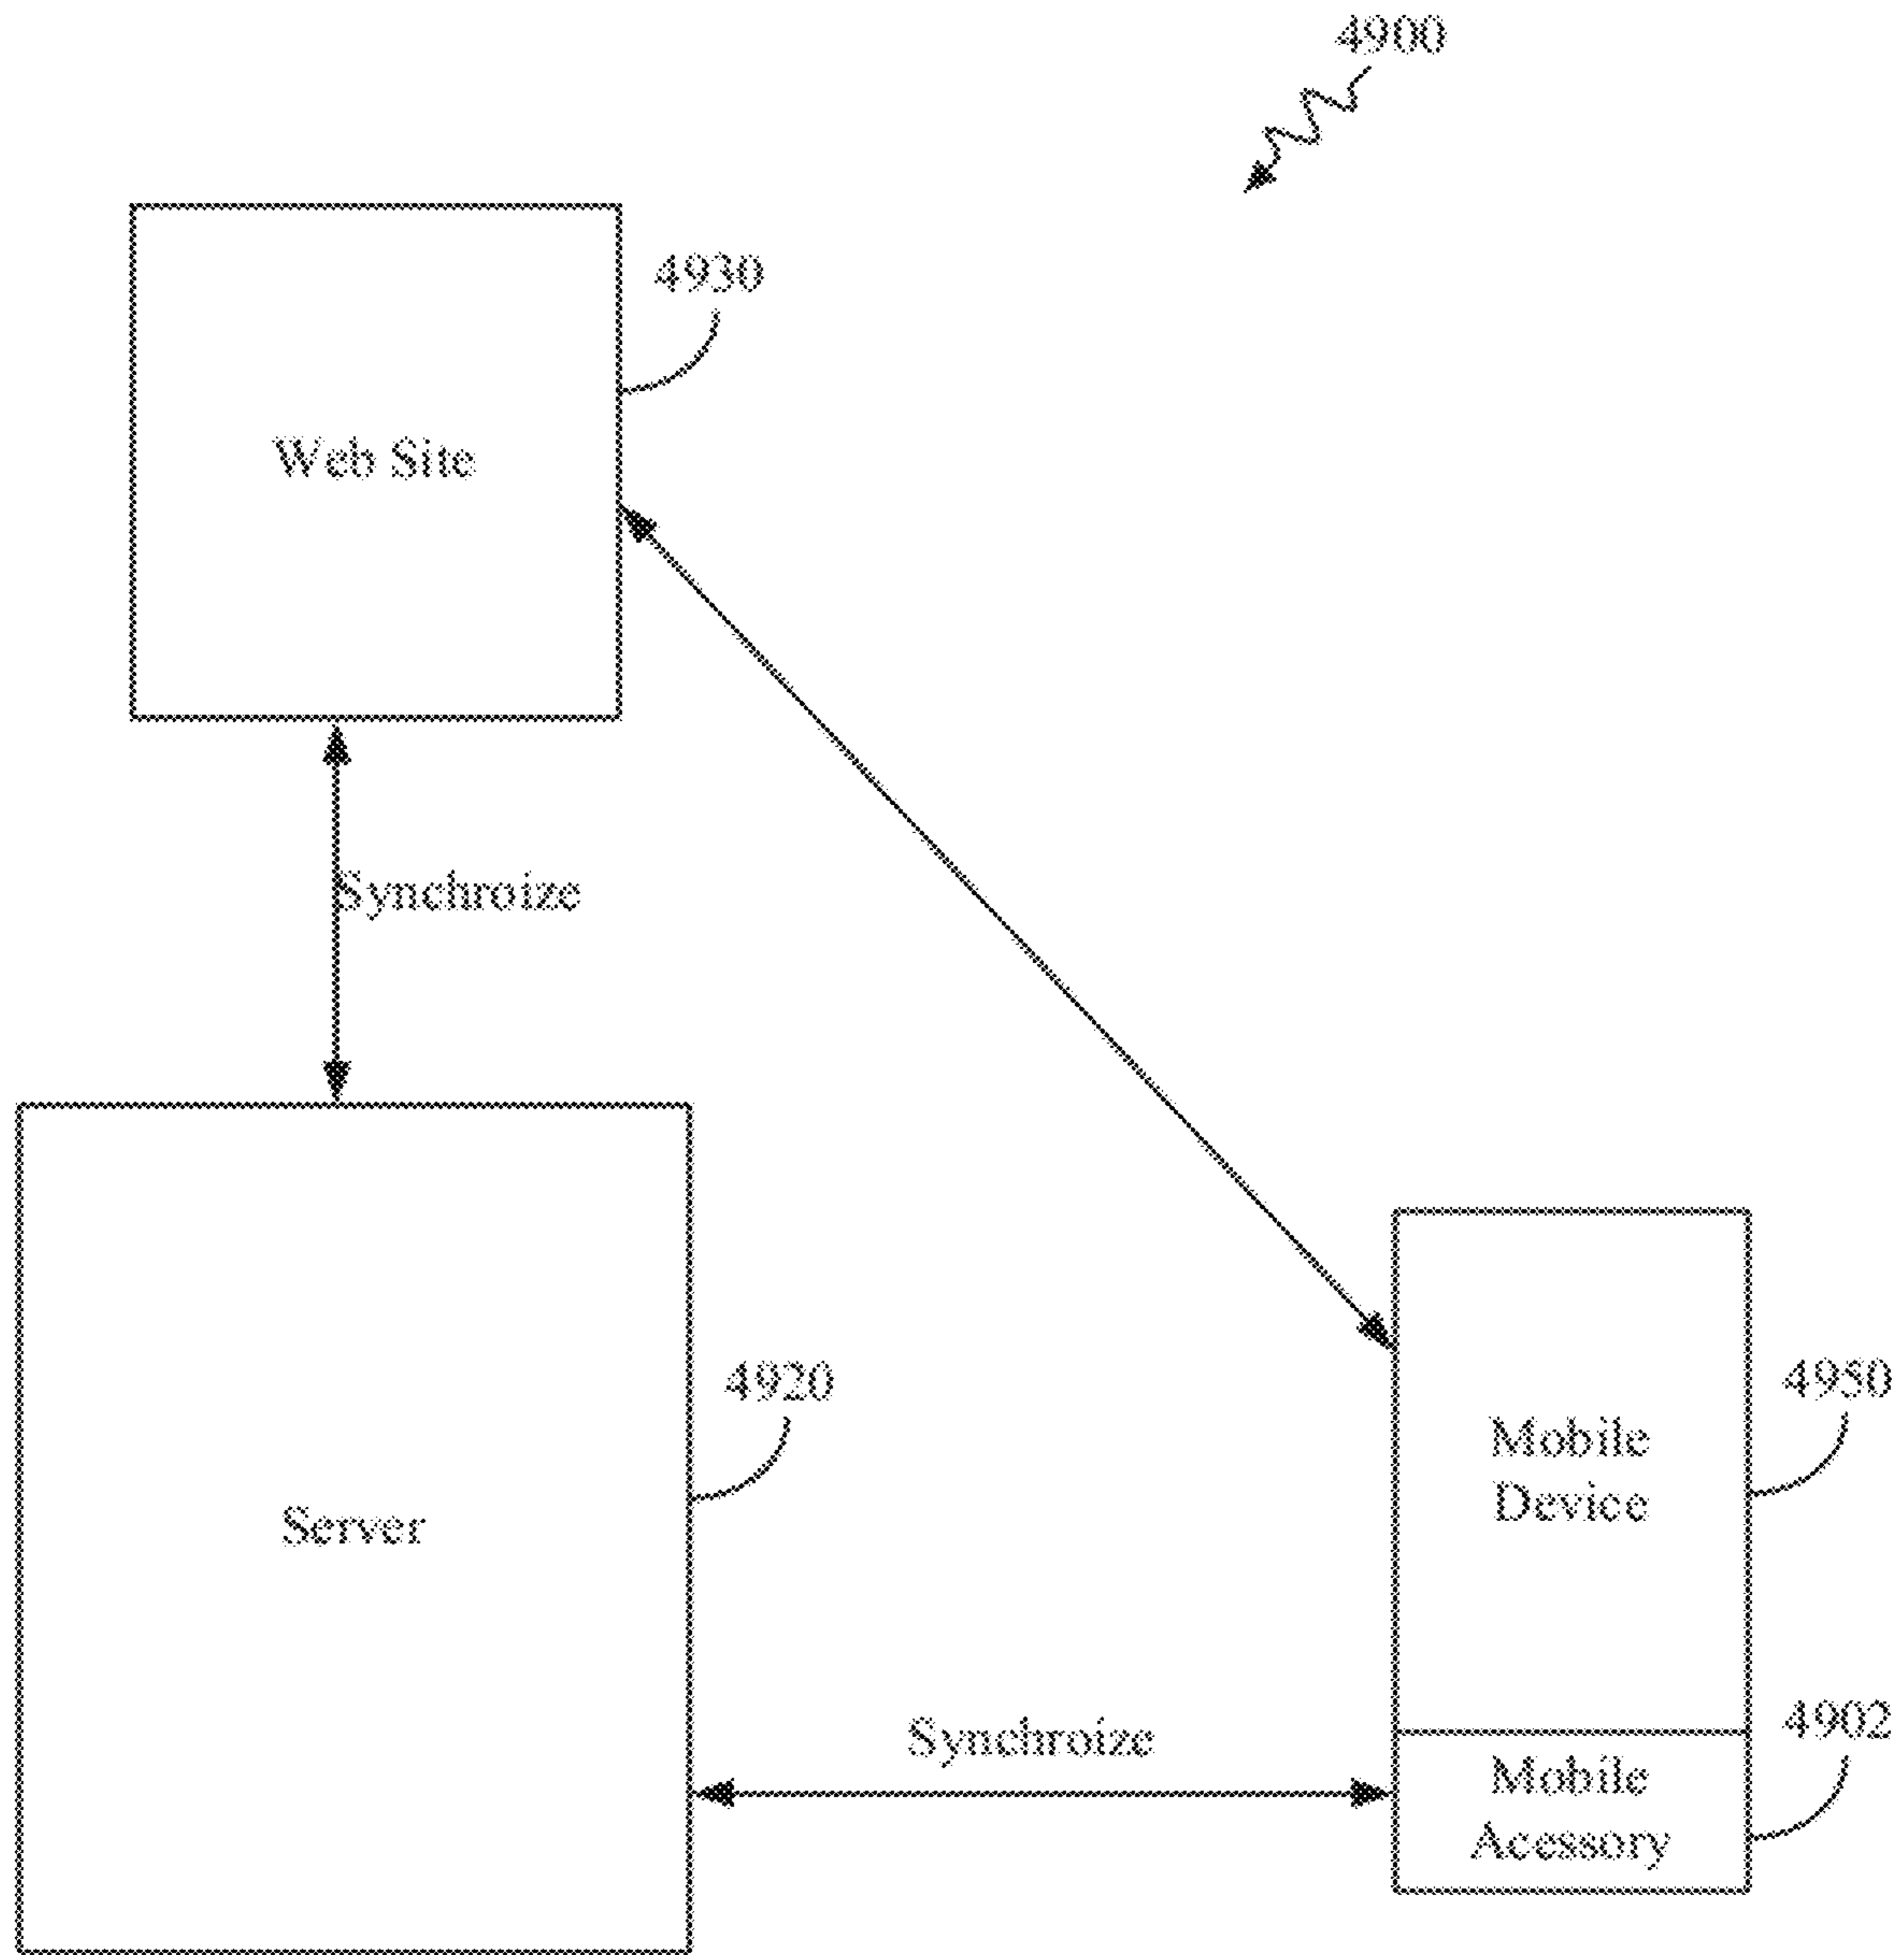 4900
4930
Web Site
Synchroize
4920
4950
Mobile
Device
Server
4902
Synchroize
Mobile
Acessory